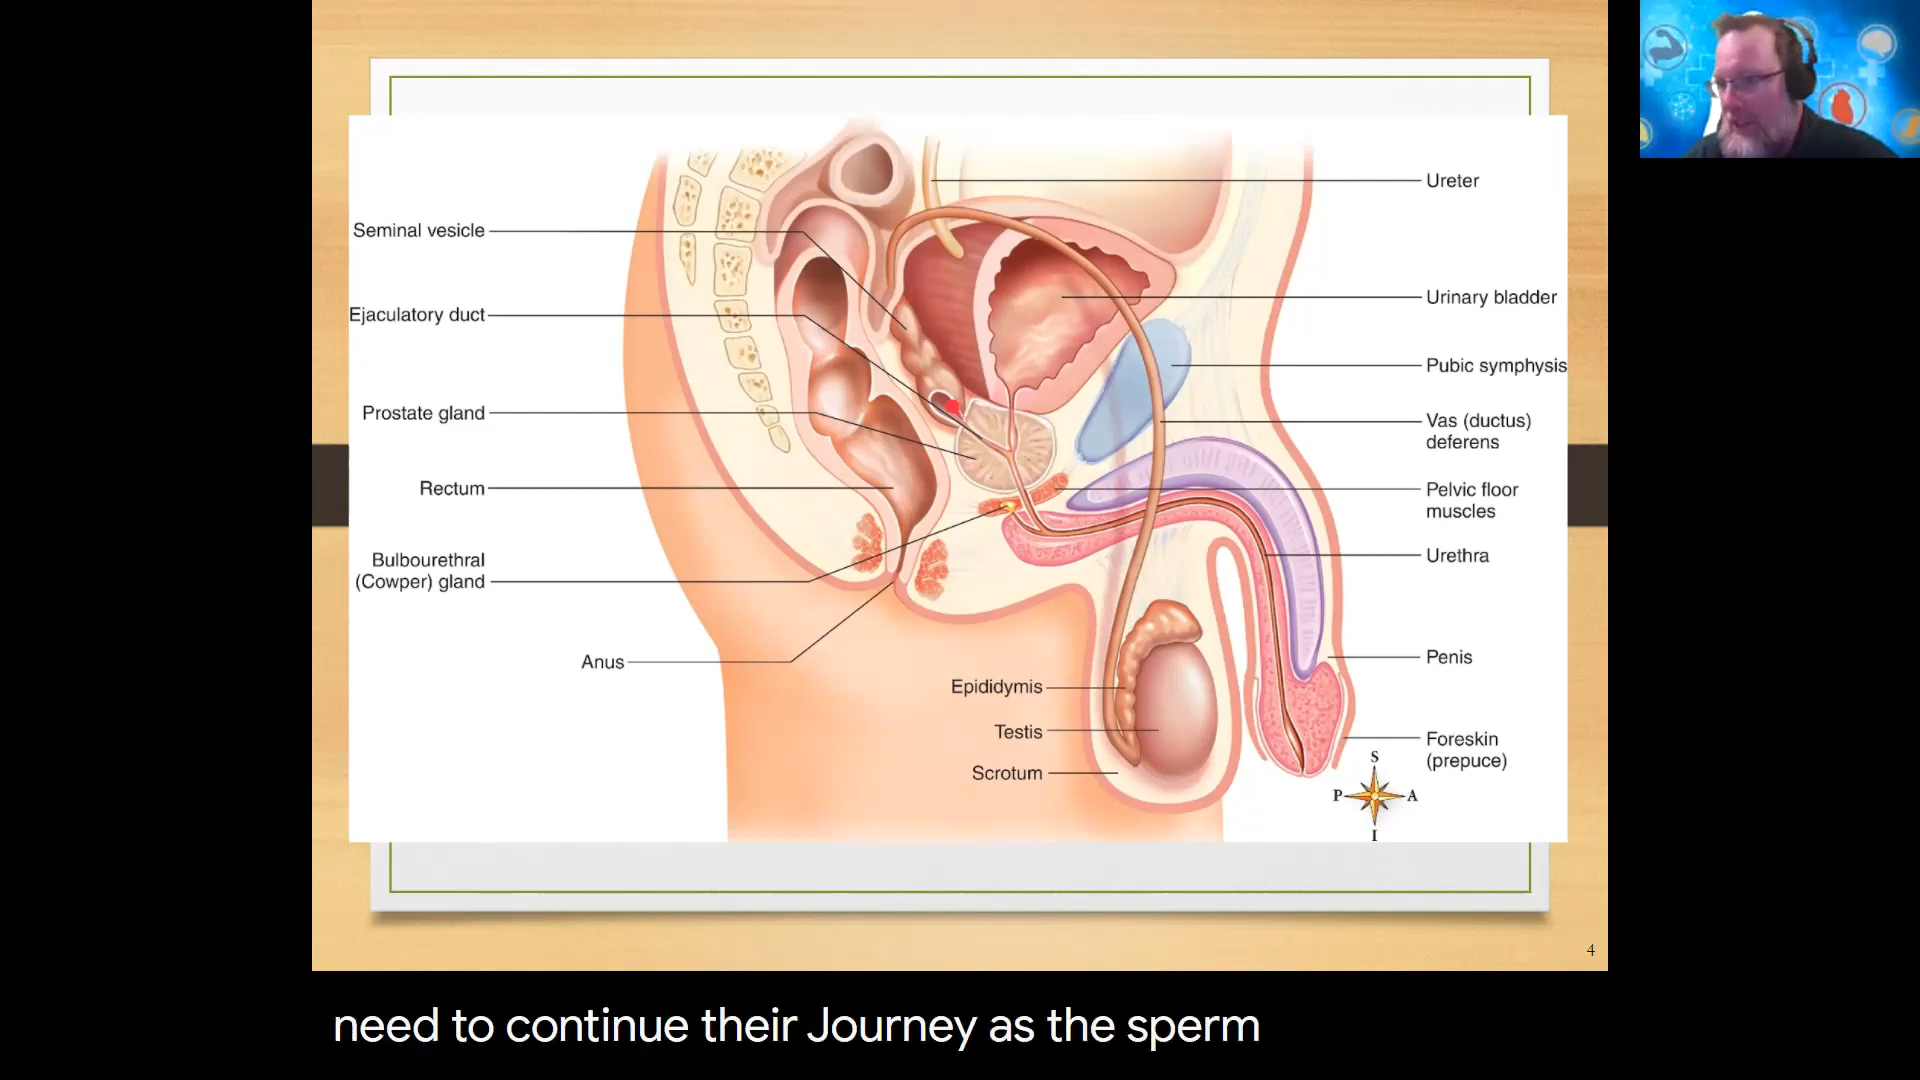 Seminal vesicle
Ejaculatory duct
Prostate gland
Rectum
Bulbourethral
(Cowper) gland
Anus
Epididymis
Testis
Scrotum
Ureter
Urinary bladder
Pubic symphysis
Vas (ductus)
deferens
Pelvic floor
muscles
Urethra
Penis
Foreskin
(prepuce)
S
P A
I
4
need to continue their Journey as the sperm